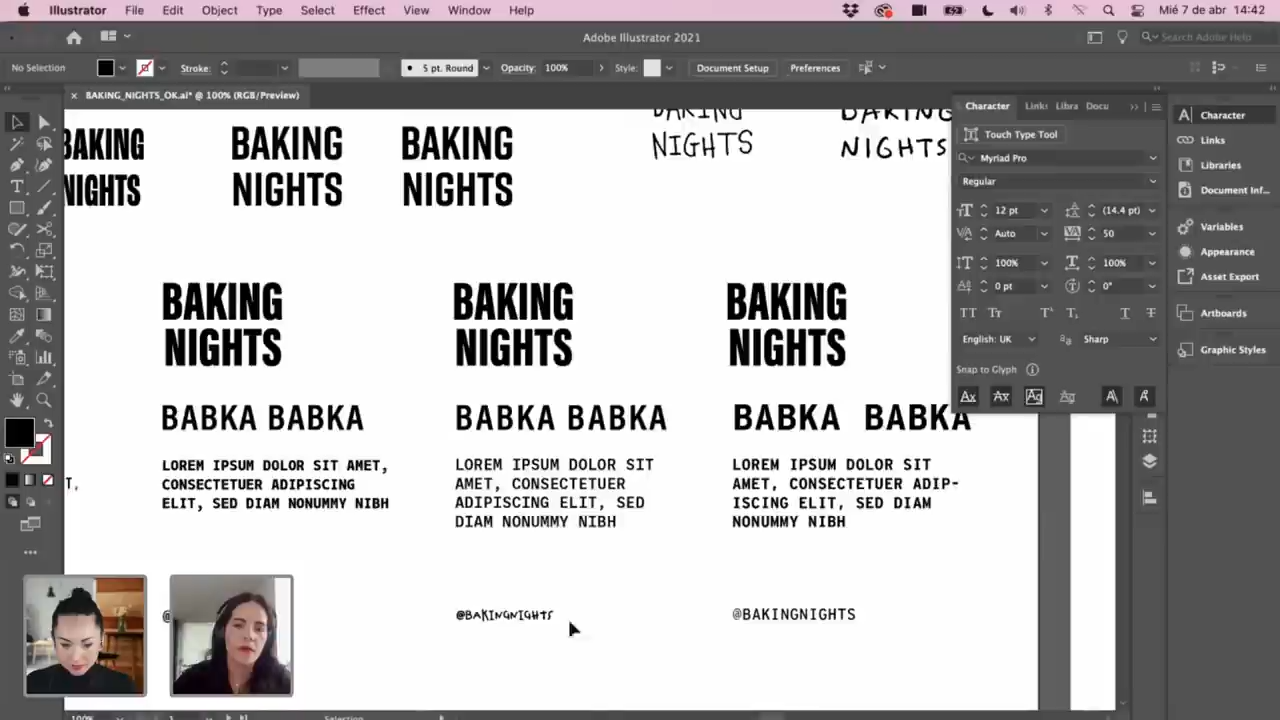 Illustrator File Edit Object Type Select Effect View Window Help Mié 7 de abr 14:42
Adobe Illustrator 2021 Search Adobe Help
No Selection Stroke: 5 pt. Round Opacity: 100% Style: Document Setup Preferences
× BAKING_NIGHTS_OK.ai* @ 100% (RGB/Preview)
Character Links Libra Docu
Touch Type Tool
Myriad Pro
Regular
12 pt (14.4 pt)
Auto 50
100% 100%
0 pt 0°
English: UK Sharp
Snap to Glyph
Character
Links
Libraries
Document Inf...
Variables
Appearance
Asset Export
Artboards
Graphic Styles
BAKING
NIGHTS
BAKING
NIGHTS
BAKING
NIGHTS
BAKING
NIGHTS
BAKING
NIGHTS
BAKING
NIGHTS
BABKA BABKA
LOREM IPSUM DOLOR SIT AMET,
CONSECTETUER ADIPISCING
ELIT, SED DIAM NONUMMY NIBH
BAKING
NIGHTS
BABKA BABKA
LOREM IPSUM DOLOR SIT
AMET, CONSECTETUER
ADIPISCING ELIT, SED
DIAM NONUMMY NIBH
@BAKINGNIGHTS
BAKING
NIGHTS
BABKA BABKA
LOREM IPSUM DOLOR SIT
AMET, CONSECTETUER ADIP-
ISCING ELIT, SED DIAM
NONUMMY NIBH
@BAKINGNIGHTS
BAKING
NIGHTS
T,
100% Selection